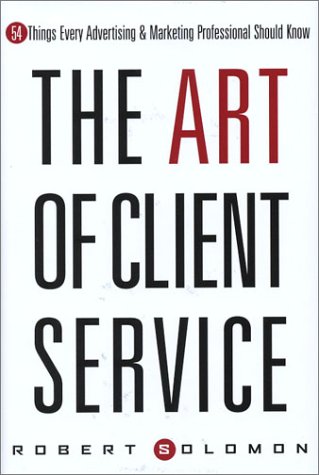 54 Things Every Advertising & Marketing Professional Should Know
THE ART
OF CLIENT
SERVICE
ROBERT SOLOMON